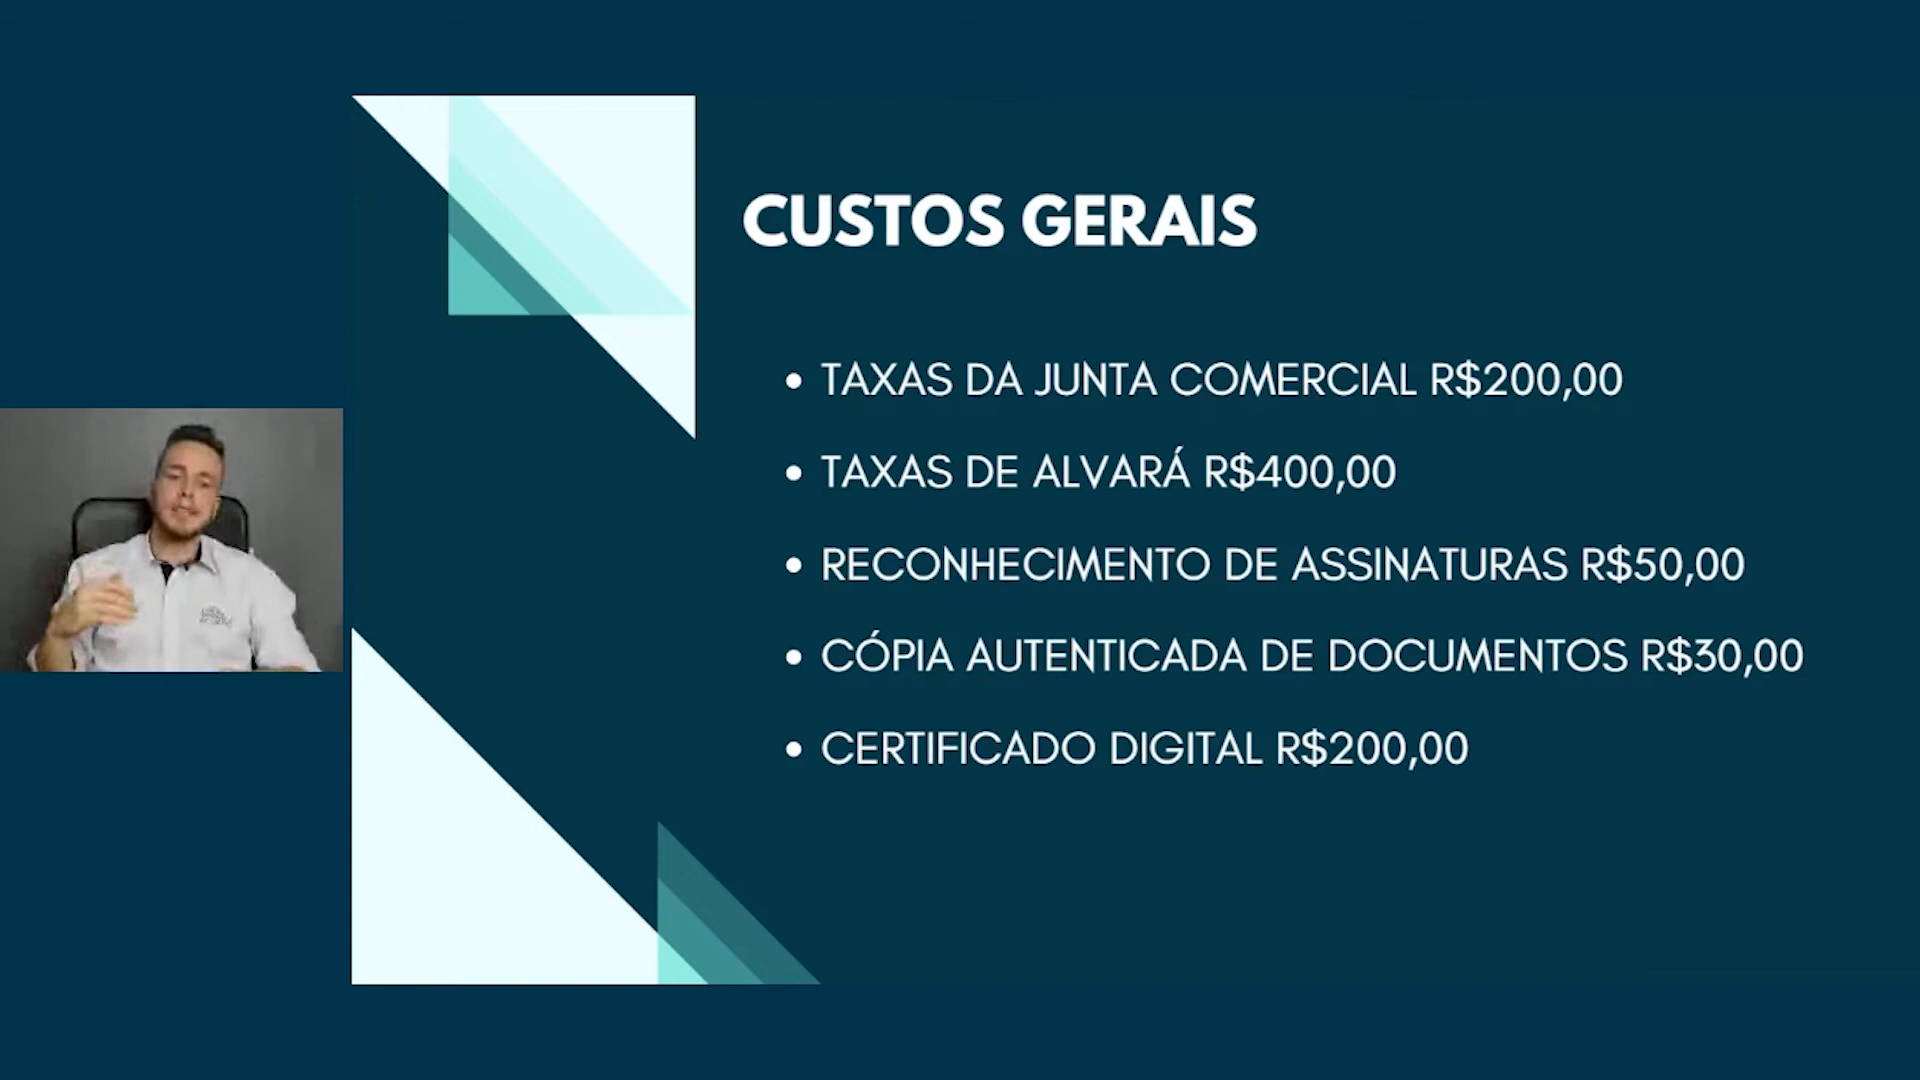 CUSTOS GERAIS
TAXAS DA JUNTA COMERCIAL R$200,00
TAXAS DE ALVARÁ R$400,00
RECONHECIMENTO DE ASSINATURAS R$50,00
CÓPIA AUTENTICADA DE DOCUMENTOS R$30,00
CERTIFICADO DIGITAL R$200,00